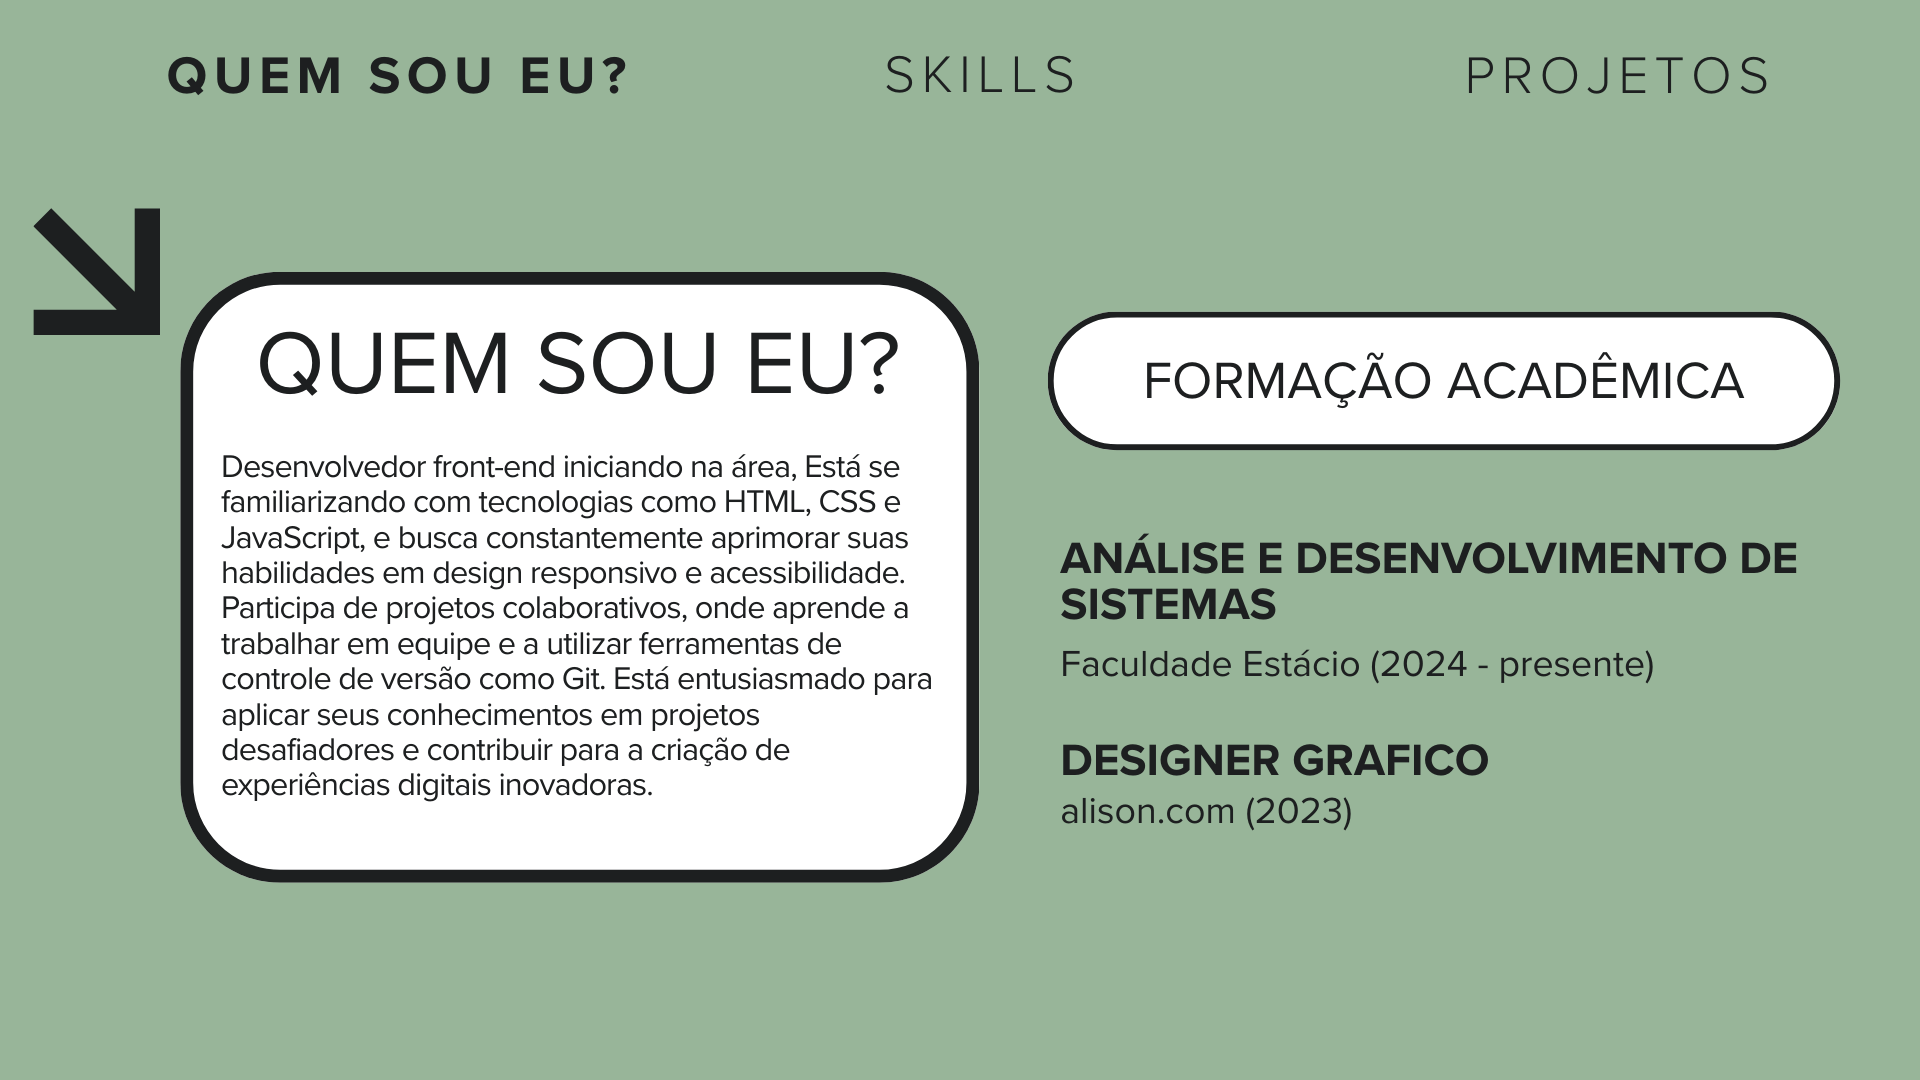 QUEM SOU EU?
SKILLS
PROJETOS
QUEM SOU EU?
Desenvolvedor front-end iniciando na área, Está se
familiarizando com tecnologias como HTML, CSS e
JavaScript, e busca constantemente aprimorar suas
habilidades em design responsivo e acessibilidade.
Participa de projetos colaborativos, onde aprende a
trabalhar em equipe e a utilizar ferramentas de
controle de versão como Git. Está entusiasmado para
aplicar seus conhecimentos em projetos
desafiadores e contribuir para a criação de
experiências digitais inovadoras.
FORMAÇÃO ACADÊMICA
ANÁLISE E DESENVOLVIMENTO DE
SISTEMAS
Faculdade Estácio (2024 - presente)
DESIGNER GRAFICO
alison.com (2023)